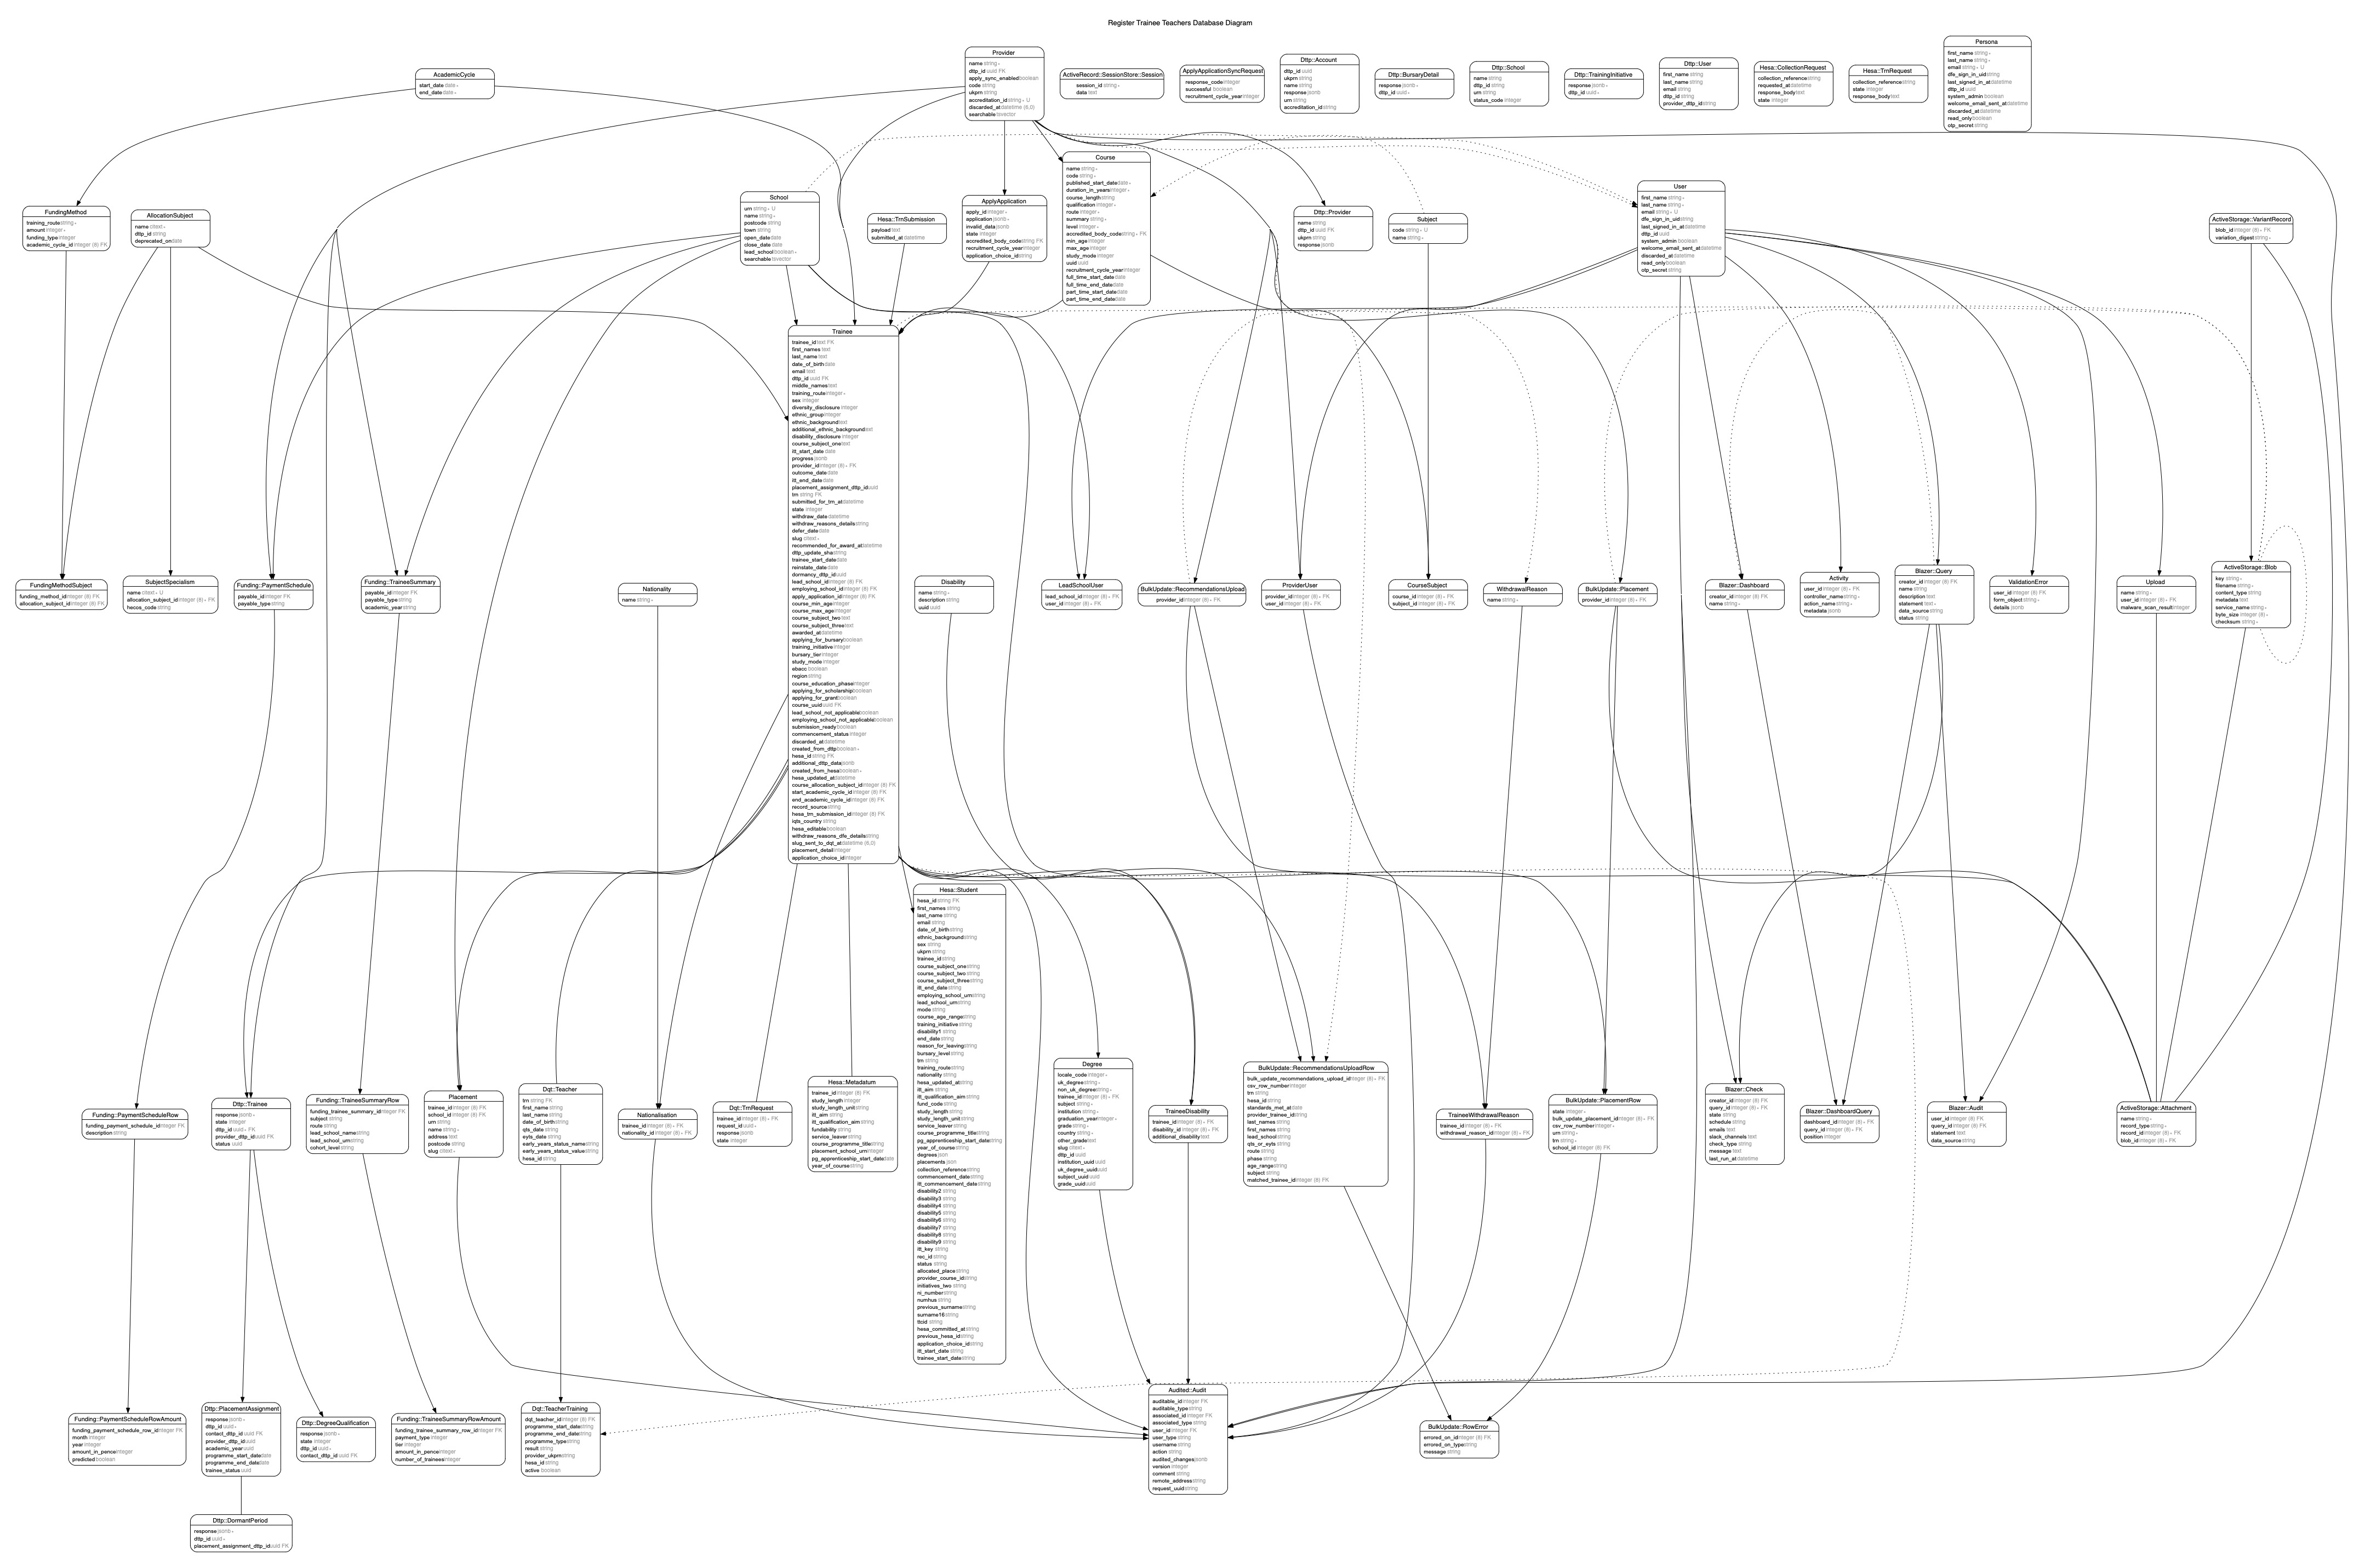 Register Trainee Teachers Database Diagram
AcademicCycle
start_date date ∗
end_date date ∗
Provider
name string ∗
dttp_id uuid FK
apply_sync_enabled boolean
code string
ukprn string
accreditation_id string ∗ U
discarded_at datetime (6,0)
searchable tsvector
ActiveRecord::SessionStore::Session
session_id string ∗
data text
ApplyApplicationSyncRequest
response_code integer
successful boolean
recruitment_cycle_year integer
Dttp::Account
dttp_id uuid
ukprn string
name string
response jsonb
urn string
accreditation_id string
Dttp::BursaryDetail
response jsonb ∗
dttp_id uuid ∗
Dttp::School
name string
dttp_id string
urn string
status_code integer
Dttp::TrainingInitiative
response jsonb ∗
dttp_id uuid ∗
Dttp::User
first_name string
last_name string
email string
dttp_id string
provider_dttp_id string
Hesa::CollectionRequest
collection_reference string
requested_at datetime
response_body text
state integer
Hesa::TrnRequest
collection_reference string
state integer
response_body text
Persona
first_name string ∗
last_name string ∗
email string ∗ U
dfe_sign_in_uid string
last_signed_in_at datetime
dttp_id uuid
system_admin boolean
welcome_email_sent_at datetime
discarded_at datetime
read_only boolean
otp_secret string
FundingMethod
training_route string ∗
amount integer ∗
funding_type integer
academic_cycle_id integer (8) FK
AllocationSubject
name citext ∗
dttp_id string
deprecated_on date
School
urn string ∗ U
name string ∗
postcode string
town string
open_date date
close_date date
lead_school boolean ∗
searchable tsvector
Hesa::TrnSubmission
payload text
submitted_at datetime
ApplyApplication
apply_id integer ∗
application jsonb ∗
invalid_data jsonb
state integer
accredited_body_code string FK
recruitment_cycle_year integer
application_choice_id string
Course
name string ∗
code string ∗
published_start_date date ∗
duration_in_years integer ∗
course_length string
qualification integer ∗
route integer ∗
summary string ∗
level integer ∗
accredited_body_code string ∗ FK
min_age integer
max_age integer
study_mode integer
uuid uuid
recruitment_cycle_year integer
full_time_start_date date
full_time_end_date date
part_time_start_date date
part_time_end_date date
Dttp::Provider
name string
dttp_id uuid FK
ukprn string
response jsonb
Subject
code string ∗ U
name string ∗
User
first_name string ∗
last_name string ∗
email string ∗ U
dfe_sign_in_uid string
last_signed_in_at datetime
dttp_id uuid
system_admin boolean
welcome_email_sent_at datetime
discarded_at datetime
read_only boolean
otp_secret string
ActiveStorage::VariantRecord
blob_id integer (8) ∗ FK
variation_digest string ∗
Trainee
trainee_id text FK
first_names text
last_name text
date_of_birth date
email text
dttp_id uuid FK
middle_names text
training_route integer ∗
sex integer
diversity_disclosure integer
ethnic_group integer
ethnic_background text
additional_ethnic_background text
disability_disclosure integer
course_subject_one text
itt_start_date date
progress jsonb
provider_id integer (8) ∗ FK
outcome_date date
itt_end_date date
placement_assignment_dttp_id uuid
trn string FK
submitted_for_trn_at datetime
state integer
withdraw_date datetime
withdraw_reasons_details string
defer_date date
slug citext ∗
recommended_for_award_at datetime
dttp_update_sha string
trainee_start_date date
reinstate_date date
dormancy_dttp_id uuid
lead_school_id integer (8) FK
employing_school_id integer (8) FK
apply_application_id integer (8) FK
course_min_age integer
course_max_age integer
course_subject_two text
course_subject_three text
awarded_at datetime
applying_for_bursary boolean
training_initiative integer
bursary_tier integer
study_mode integer
ebacc boolean
region string
course_education_phase integer
applying_for_scholarship boolean
applying_for_grant boolean
course_uuid uuid FK
lead_school_not_applicable boolean
employing_school_not_applicable boolean
submission_ready boolean
commencement_status integer
discarded_at datetime
created_from_dttp boolean ∗
hesa_id string FK
additional_dttp_data jsonb
created_from_hesa boolean ∗
hesa_updated_at datetime
course_allocation_subject_id integer (8) FK
start_academic_cycle_id integer (8) FK
end_academic_cycle_id integer (8) FK
record_source string
hesa_trn_submission_id integer (8) FK
iqts_country string
hesa_editable boolean
withdraw_reasons_dfe_details string
slug_sent_to_dqt_at datetime (6,0)
placement_detail integer
application_choice_id integer
FundingMethodSubject
funding_method_id integer (8) FK
allocation_subject_id integer (8) FK
SubjectSpecialism
name citext ∗ U
allocation_subject_id integer (8) ∗ FK
hecos_code string
Funding::PaymentSchedule
payable_id integer FK
payable_type string
Funding::TraineeSummary
payable_id integer FK
payable_type string
academic_year string
Nationality
name string ∗
Disability
name string ∗
description string
uuid uuid
LeadSchoolUser
lead_school_id integer (8) ∗ FK
user_id integer (8) ∗ FK
BulkUpdate::RecommendationsUpload
provider_id integer (8) ∗ FK
ProviderUser
provider_id integer (8) ∗ FK
user_id integer (8) ∗ FK
CourseSubject
course_id integer (8) ∗ FK
subject_id integer (8) ∗ FK
WithdrawalReason
name string ∗
BulkUpdate::Placement
provider_id integer (8) ∗ FK
Blazer::Dashboard
creator_id integer (8) FK
name string ∗
Activity
user_id integer (8) ∗ FK
controller_name string ∗
action_name string ∗
metadata jsonb
Blazer::Query
creator_id integer (8) FK
name string
description text
statement text ∗
data_source string
status string
ValidationError
user_id integer (8) FK
form_object string ∗
details jsonb
Upload
name string ∗
user_id integer (8) ∗ FK
malware_scan_result integer
ActiveStorage::Blob
key string ∗
filename string ∗
content_type string
metadata text
service_name string ∗
byte_size integer (8) ∗
checksum string ∗
Hesa::Student
hesa_id string FK
first_names string
last_name string
email string
date_of_birth string
ethnic_background string
sex string
ukprn string
trainee_id string
course_subject_one string
course_subject_two string
course_subject_three string
itt_end_date string
employing_school_urn string
lead_school_urn string
mode string
course_age_range string
training_initiative string
disability1 string
end_date string
reason_for_leaving string
bursary_level string
trn string
training_route string
nationality string
hesa_updated_at string
itt_aim string
itt_qualification_aim string
fund_code string
study_length string
study_length_unit string
service_leaver string
course_programme_title string
pg_apprenticeship_start_date string
year_of_course string
degrees json
placements json
collection_reference string
commencement_date string
itt_commencement_date string
disability2 string
disability3 string
disability4 string
disability5 string
disability6 string
disability7 string
disability8 string
disability9 string
itt_key string
rec_id string
status string
allocated_place string
provider_course_id string
initiatives_two string
ni_number string
numhus string
previous_surname string
surname16 string
ttcid string
hesa_committed_at string
previous_hesa_id string
application_choice_id string
itt_start_date string
trainee_start_date string
Funding::PaymentScheduleRow
funding_payment_schedule_id integer FK
description string
Dttp::Trainee
response jsonb ∗
state integer
dttp_id uuid ∗ FK
provider_dttp_id uuid FK
status uuid
Funding::TraineeSummaryRow
funding_trainee_summary_id integer FK
subject string
route string
lead_school_name string
lead_school_urn string
cohort_level string
Placement
trainee_id integer (8) FK
school_id integer (8) FK
urn string
name string ∗
address text
postcode string
slug citext ∗
Dqt::Teacher
trn string FK
first_name string
last_name string
date_of_birth string
qts_date string
eyts_date string
early_years_status_name string
early_years_status_value string
hesa_id string
Nationalisation
trainee_id integer (8) ∗ FK
nationality_id integer (8) ∗ FK
Dqt::TrnRequest
trainee_id integer (8) ∗ FK
request_id uuid ∗
response jsonb
state integer
Hesa::Metadatum
trainee_id integer (8) FK
study_length integer
study_length_unit string
itt_aim string
itt_qualification_aim string
fundability string
service_leaver string
course_programme_title string
placement_school_urn integer
pg_apprenticeship_start_date date
year_of_course string
Degree
locale_code integer ∗
uk_degree string ∗
non_uk_degree string ∗
trainee_id integer (8) ∗ FK
subject string ∗
institution string ∗
graduation_year integer ∗
grade string ∗
country string ∗
other_grade text
slug citext ∗
dttp_id uuid
institution_uuid uuid
uk_degree_uuid uuid
subject_uuid uuid
grade_uuid uuid
TraineeDisability
trainee_id integer (8) ∗ FK
disability_id integer (8) ∗ FK
additional_disability text
BulkUpdate::RecommendationsUploadRow
bulk_update_recommendations_upload_id integer (8) ∗ FK
csv_row_number integer
trn string
hesa_id string
standards_met_at date
provider_trainee_id string
last_names string
first_names string
lead_school string
qts_or_eyts string
route string
phase string
age_range string
subject string
matched_trainee_id integer (8) FK
TraineeWithdrawalReason
trainee_id integer (8) ∗ FK
withdrawal_reason_id integer (8) ∗ FK
BulkUpdate::PlacementRow
state integer ∗
bulk_update_placement_id integer (8) ∗ FK
csv_row_number integer ∗
urn string ∗
trn string ∗
school_id integer (8) FK
Blazer::Check
creator_id integer (8) FK
query_id integer (8) FK
state string
schedule string
emails text
slack_channels text
check_type string
message text
last_run_at datetime
Blazer::DashboardQuery
dashboard_id integer (8) ∗ FK
query_id integer (8) ∗ FK
position integer
Blazer::Audit
user_id integer (8) FK
query_id integer (8) FK
statement text
data_source string
ActiveStorage::Attachment
name string ∗
record_type string ∗
record_id integer (8) ∗ FK
blob_id integer (8) ∗ FK
Funding::PaymentScheduleRowAmount
funding_payment_schedule_row_id integer FK
month integer
year integer
amount_in_pence integer
predicted boolean
Dttp::PlacementAssignment
response jsonb ∗
dttp_id uuid ∗
contact_dttp_id uuid FK
provider_dttp_id uuid
academic_year uuid
programme_start_date date
programme_end_date date
trainee_status uuid
Dttp::DegreeQualification
response jsonb ∗
state integer
dttp_id uuid ∗
contact_dttp_id uuid FK
Funding::TraineeSummaryRowAmount
funding_trainee_summary_row_id integer FK
payment_type integer
tier integer
amount_in_pence integer
number_of_trainees integer
Dqt::TeacherTraining
dqt_teacher_id integer (8) FK
programme_start_date string
programme_end_date string
programme_type string
result string
provider_ukprn string
hesa_id string
active boolean
Audited::Audit
auditable_id integer FK
auditable_type string
associated_id integer FK
associated_type string
user_id integer FK
user_type string
username string
action string
audited_changes jsonb
version integer
comment string
remote_address string
request_uuid string
BulkUpdate::RowError
errored_on_id integer (8) FK
errored_on_type string
message string
Dttp::DormantPeriod
response jsonb ∗
dttp_id uuid ∗
placement_assignment_dttp_id uuid FK